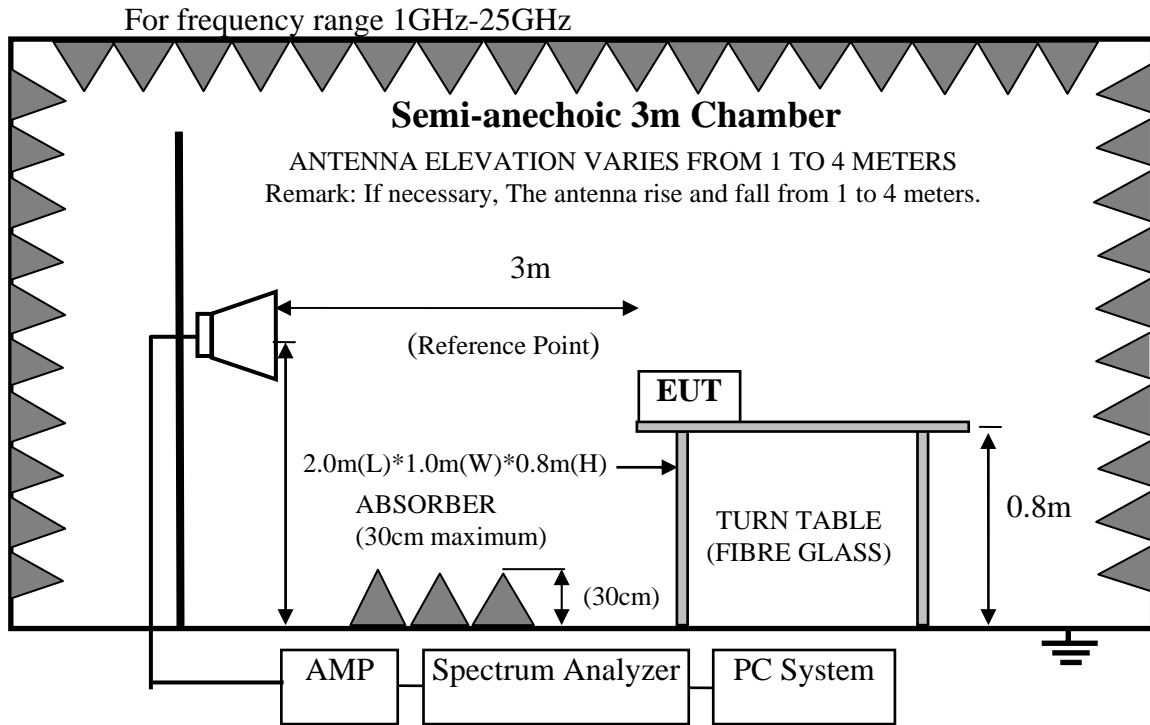 For frequency range 1GHz-25GHz
Semi-anechoic 3m Chamber
ANTENNA ELEVATION VARIES FROM 1 TO 4 METERS
Remark: If necessary, The antenna rise and fall from 1 to 4 meters.
3m
(Reference Point)
EUT
2.0m(L)*1.0m(W)*0.8m(H)
ABSORBER
(30cm maximum)
(30cm)
TURN TABLE
(FIBRE GLASS)
0.8m
AMP
Spectrum Analyzer
PC System